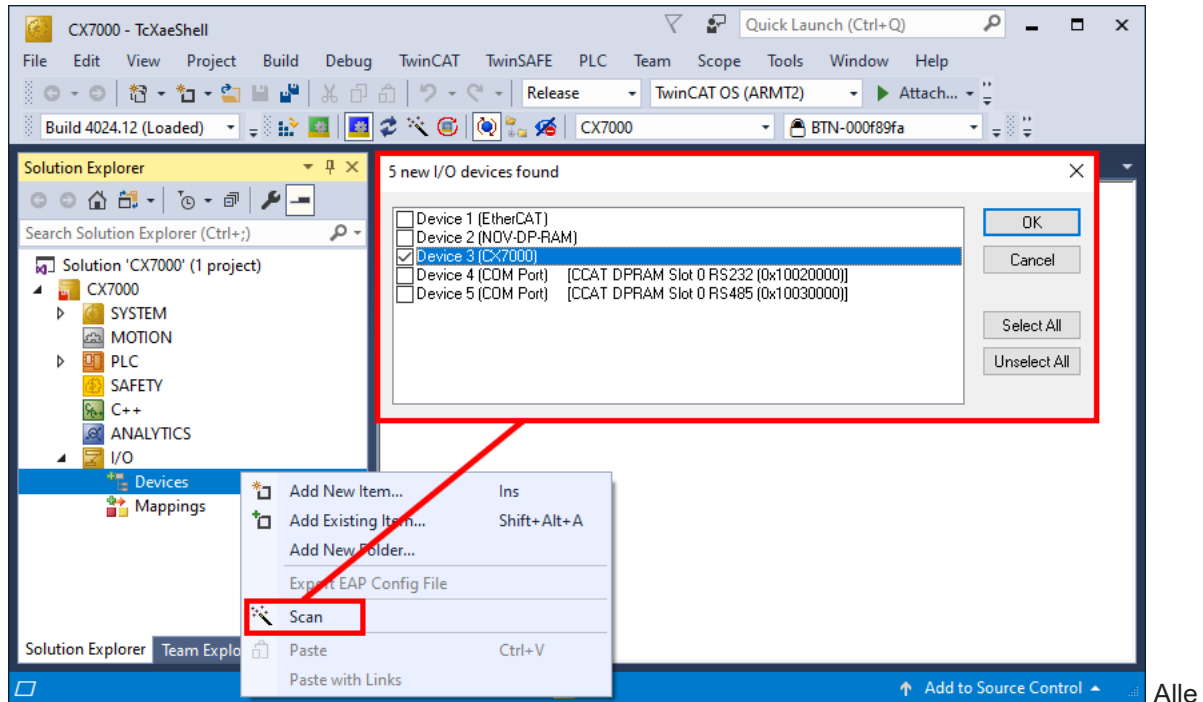 CX7000 - TcXaeShell
Quick Launch (Ctrl+Q)
File Edit View Project Build Debug TwinCAT TwinSAFE PLC Team Scope Tools Window Help
Release TwinCAT OS (ARMT2) Attach...
Build 4024.12 (Loaded) CX7000 BTN-000f89fa
Solution Explorer
Search Solution Explorer (Ctrl+;)
Solution 'CX7000' (1 project)
CX7000
SYSTEM
MOTION
PLC
SAFETY
C++
ANALYTICS
I/O
Devices
Mappings
5 new I/O devices found
Device 1 (EtherCAT)
Device 2 (NOV-DP-RAM)
Device 3 (CX7000)
Device 4 (COM Port) [CCAT DPRAM Slot 0 RS232 (0x10020000)]
Device 5 (COM Port) [CCAT DPRAM Slot 0 RS485 (0x10030000)]
OK
Cancel
Select All
Unselect All
Add New Item... Ins
Add Existing Item... Shift+Alt+A
Add New Folder...
Export EAP Config File
Scan
Paste Ctrl+V
Paste with Links
Solution Explorer Team Explo
Add to Source Control
Alle